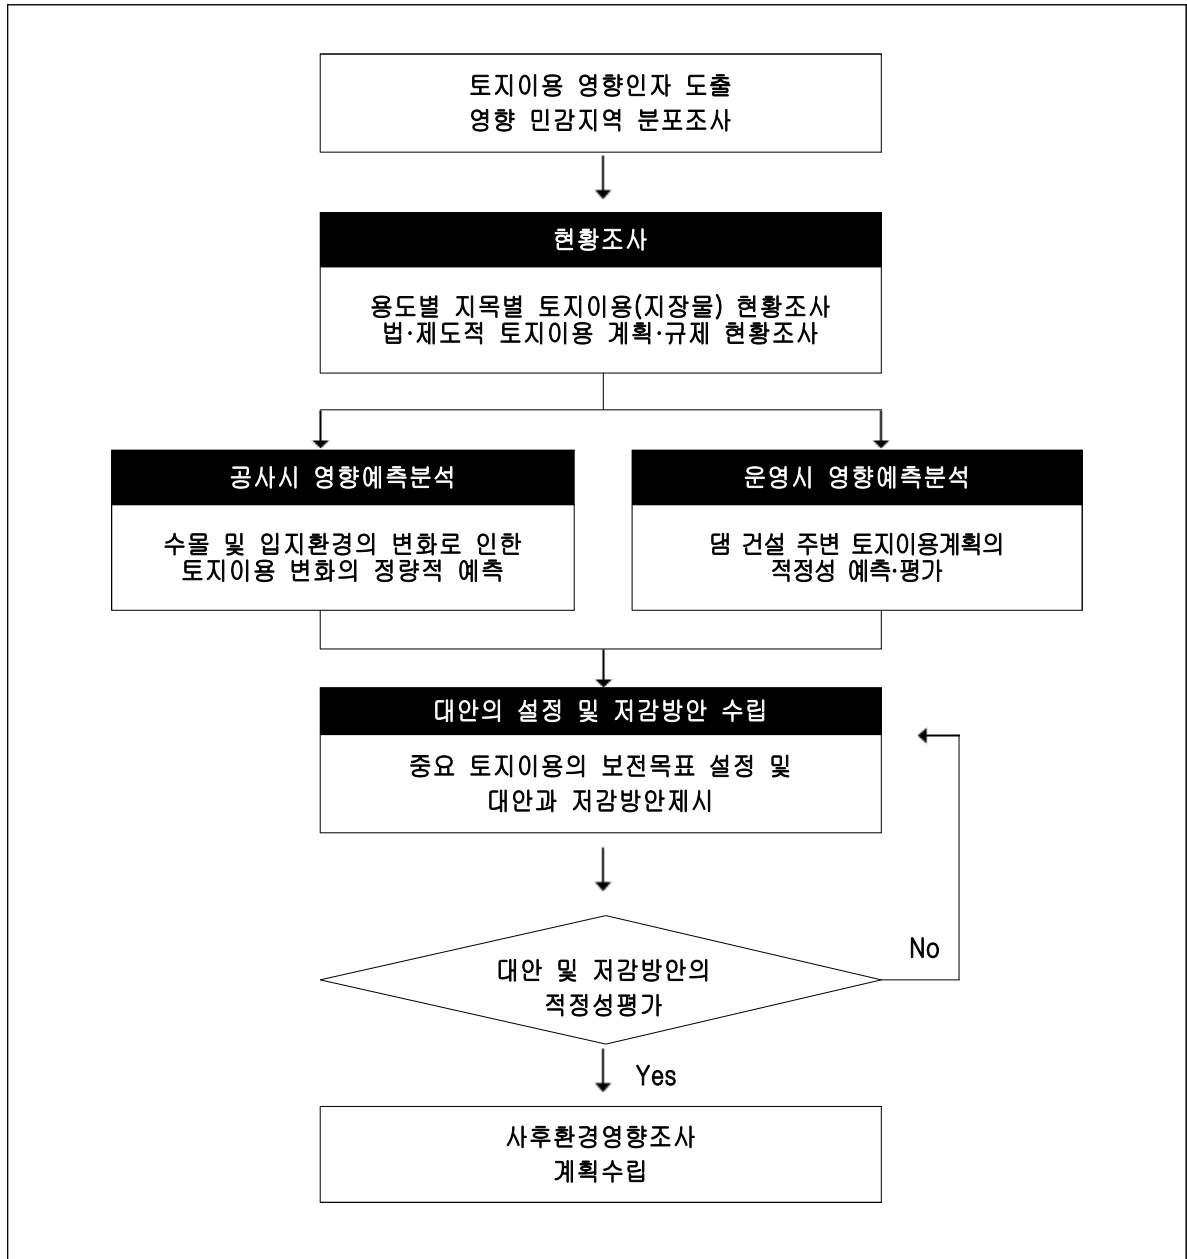 토지이용 영향인자 도출
영향 민감지역 분포조사
현황조사
용도별 지목별 토지이용(지장물) 현황조사
법·제도적 토지이용 계획·규제 현황조사
공사시 영향예측분석
수몰 및 입지환경의 변화로 인한
토지이용 변화의 정량적 예측
운영시 영향예측분석
댐 건설 주변 토지이용계획의
적정성 예측·평가
대안의 설정 및 저감방안 수립
중요 토지이용의 보전목표 설정 및
대안과 저감방안제시
대안 및 저감방안의
적정성평가
No
Yes
사후환경영향조사
계획수립